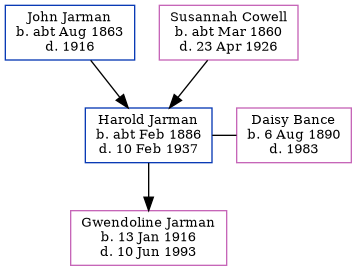 John Jarman
b. abt Aug 1863
d. 1916
Susannah Cowell
b. abt Mar 1860
d. 23 Apr 1926
Harold Jarman
b. abt Feb 1886
d. 10 Feb 1937
Daisy Bance
b. 6 Aug 1890
d. 1983
Gwendoline Jarman
b. 13 Jan 1916
d. 10 Jun 1993